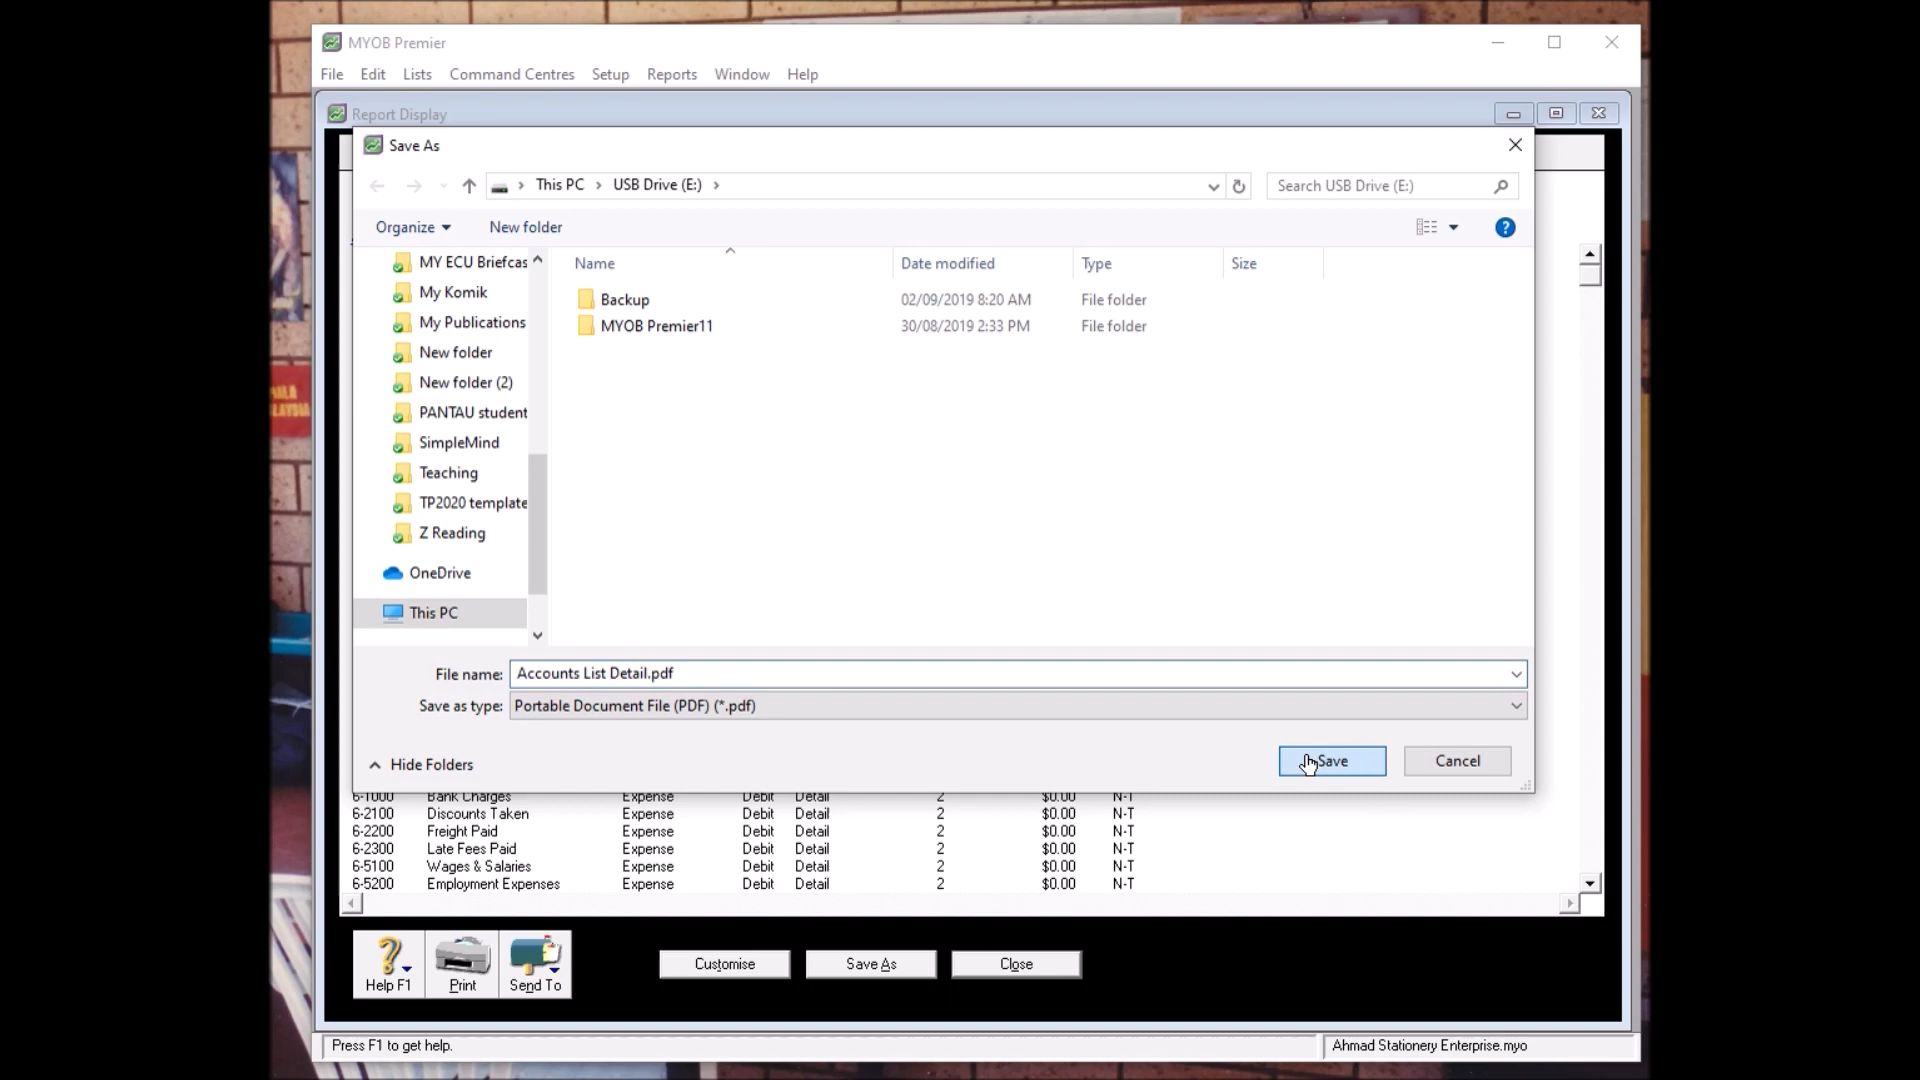 MYOB Premier
File Edit Lists Command Centres Setup Reports Window Help
Report Display
Save As
This PC > USB Drive (E:) >
Search USB Drive (E:)
Organize New folder
Name Date modified Type Size
MY ECU Briefcas
My Komik
My Publications
New folder
New folder (2)
PANTAU student
SimpleMind
Teaching
TP2020 template
Z Reading
OneDrive
This PC
Backup 02/09/2019 8:20 AM File folder
MYOB Premier11 30/08/2019 2:33 PM File folder
File name: Accounts List Detail.pdf
Save as type: Portable Document File (PDF) (*.pdf)
Hide Folders
Save Cancel
6-1000 Bank Charges Expense Debit Detail 2 $0.00 N-T
6-2100 Discounts Taken Expense Debit Detail 2 $0.00 N-T
6-2200 Freight Paid Expense Debit Detail 2 $0.00 N-T
6-2300 Late Fees Paid Expense Debit Detail 2 $0.00 N-T
6-5100 Wages & Salaries Expense Debit Detail 2 $0.00 N-T
6-5200 Employment Expenses Expense Debit Detail 2 $0.00 N-T
Help F1 Print Send To
Customise Save As Close
Press F1 to get help.
Ahmad Stationery Enterprise.myo